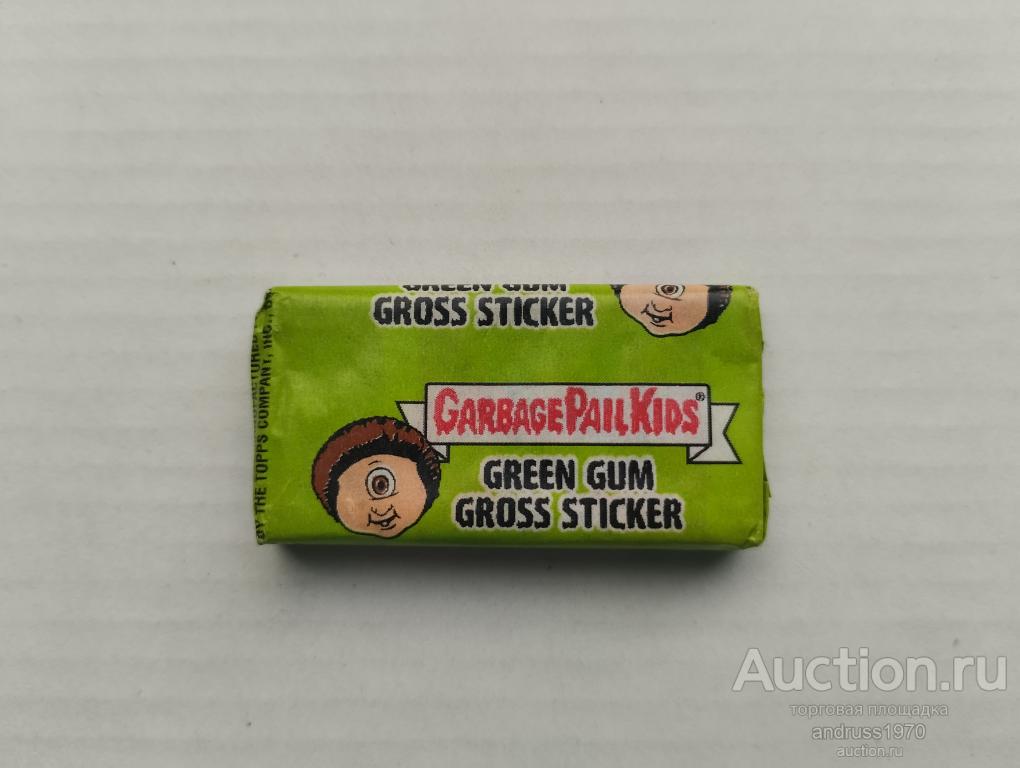 GREEN GUM
GROSS STICKER
GARBAGE PAIL KIDS®
GREEN GUM
GROSS STICKER
BY THE TOPPS COMPANY, INC.
Auction.ru
торговая площадка
andruss1970
auction.ru